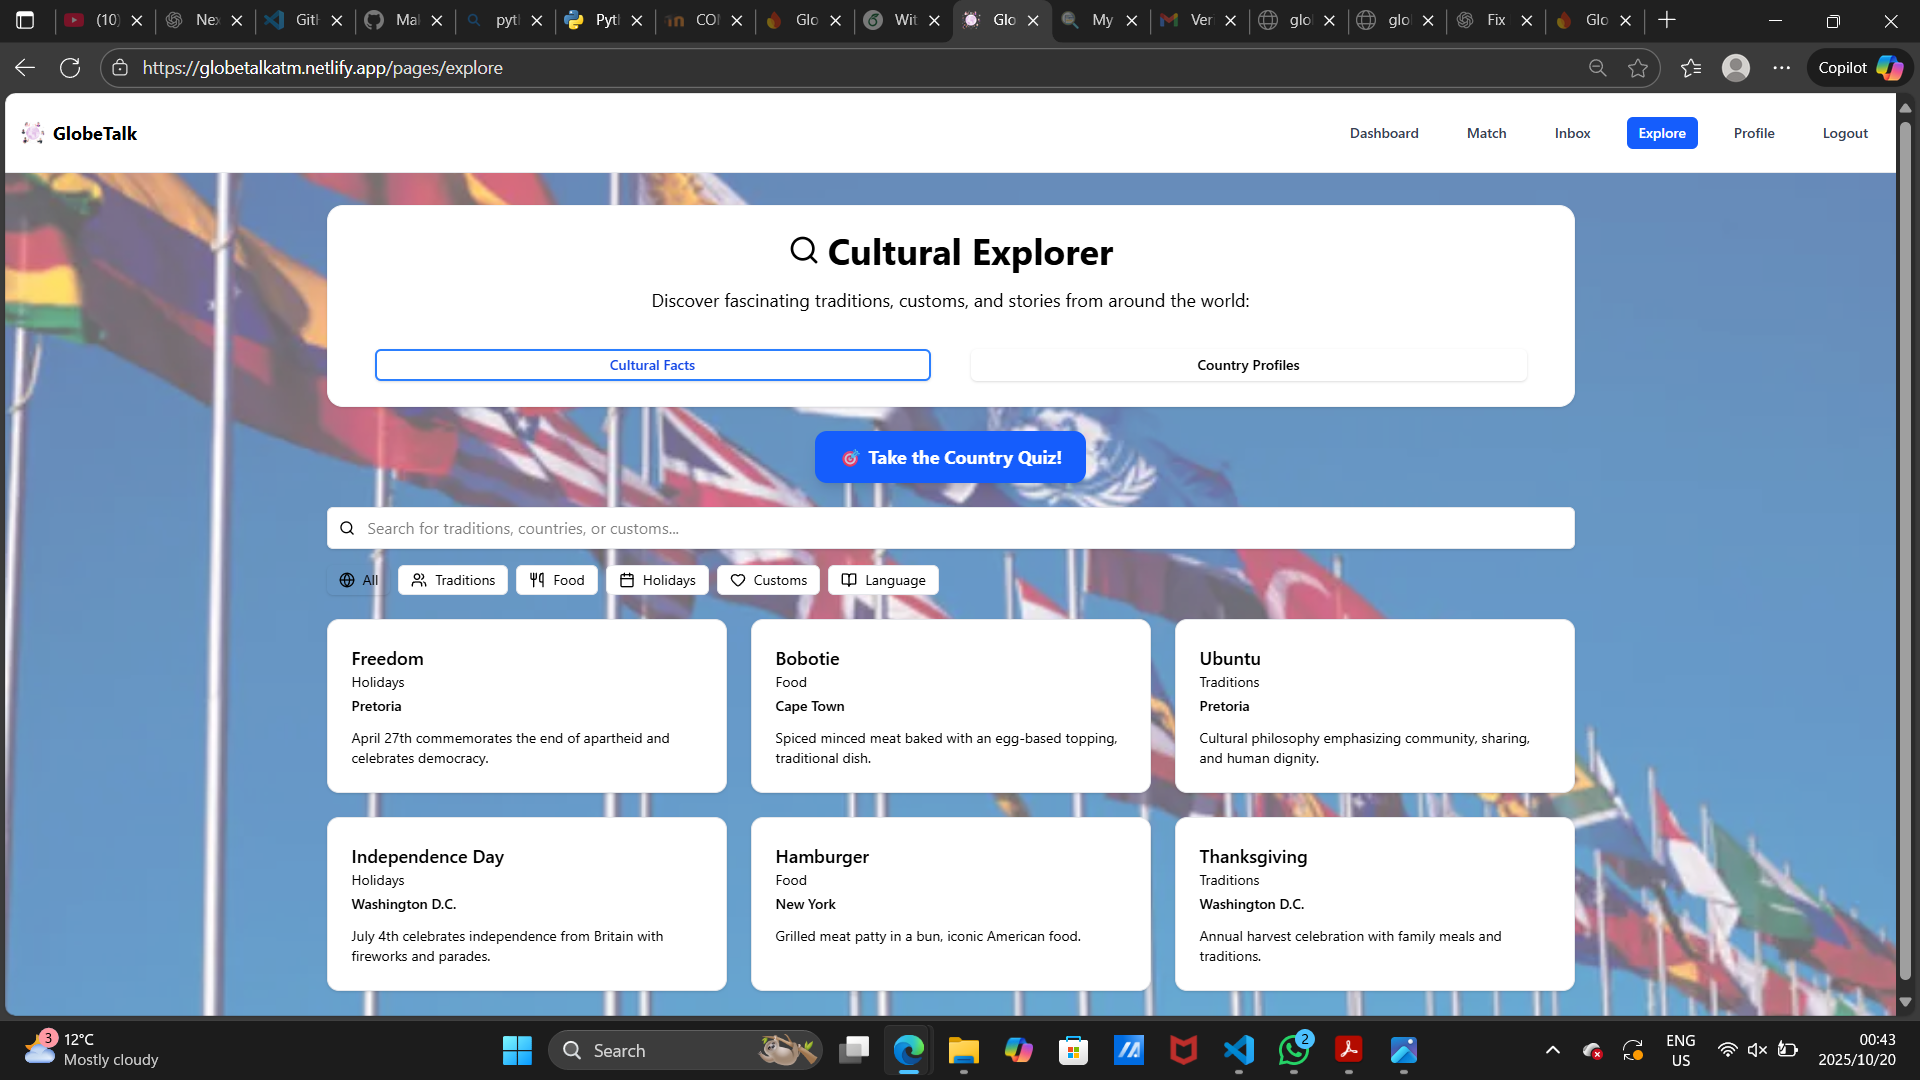 (10)
Nex
Gith
Mal
pyth
Pyth
CO
Glo
Wit
Glo
My
Ver
glo
glo
Fix
Glo
https://globetalkatm.netlify.app/pages/explore
Copilot
GlobeTalk
Dashboard
Match
Inbox
Explore
Profile
Logout
Cultural Explorer
Discover fascinating traditions, customs, and stories from around the world:
Cultural Facts
Country Profiles
Take the Country Quiz!
Search for traditions, countries, or customs...
All
Traditions
Food
Holidays
Customs
Language
Freedom
Holidays
Pretoria
April 27th commemorates the end of apartheid and
celebrates democracy.
Bobotie
Food
Cape Town
Spiced minced meat baked with an egg-based topping,
traditional dish.
Ubuntu
Traditions
Pretoria
Cultural philosophy emphasizing community, sharing,
and human dignity.
Independence Day
Holidays
Washington D.C.
July 4th celebrates independence from Britain with
fireworks and parades.
Hamburger
Food
New York
Grilled meat patty in a bun, iconic American food.
Thanksgiving
Traditions
Washington D.C.
Annual harvest celebration with family meals and
traditions.
3
12°C
Mostly cloudy
Search
2
ENG
US
00:43
2025/10/20